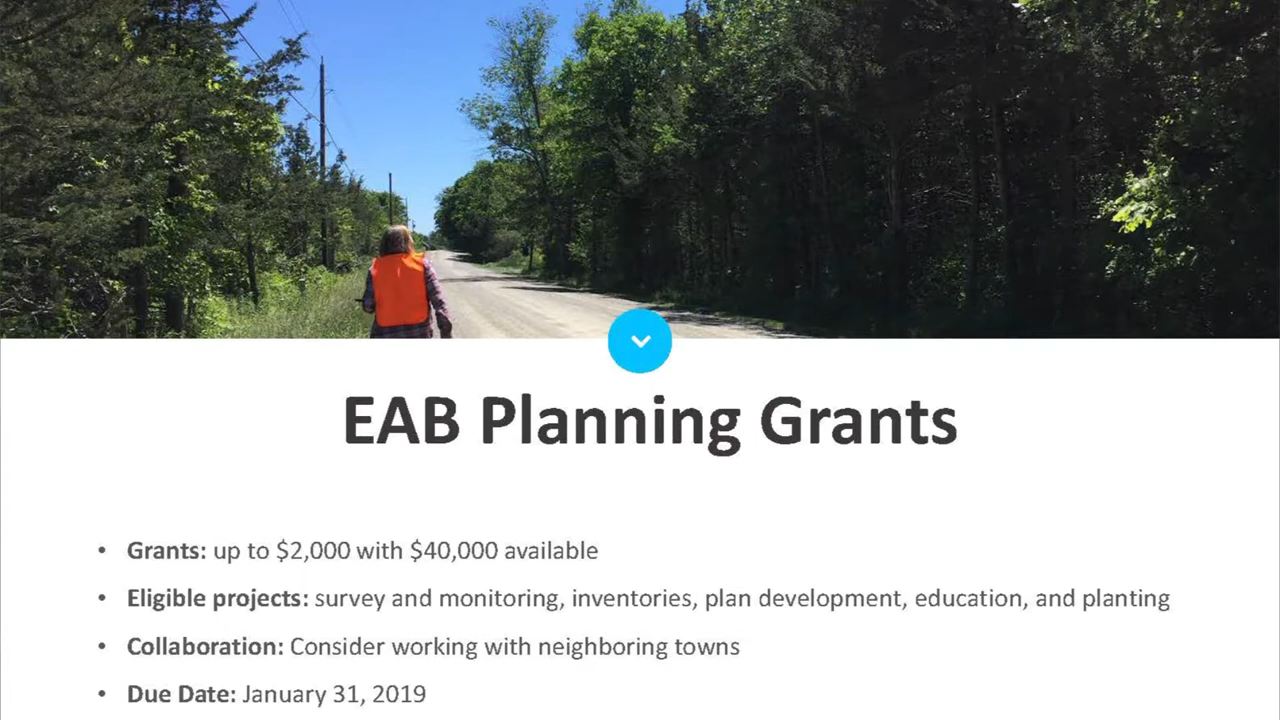 EAB Planning Grants
• Grants: up to $2,000 with $40,000 available
• Eligible projects: survey and monitoring, inventories, plan development, education, and planting
• Collaboration: Consider working with neighboring towns
• Due Date: January 31, 2019